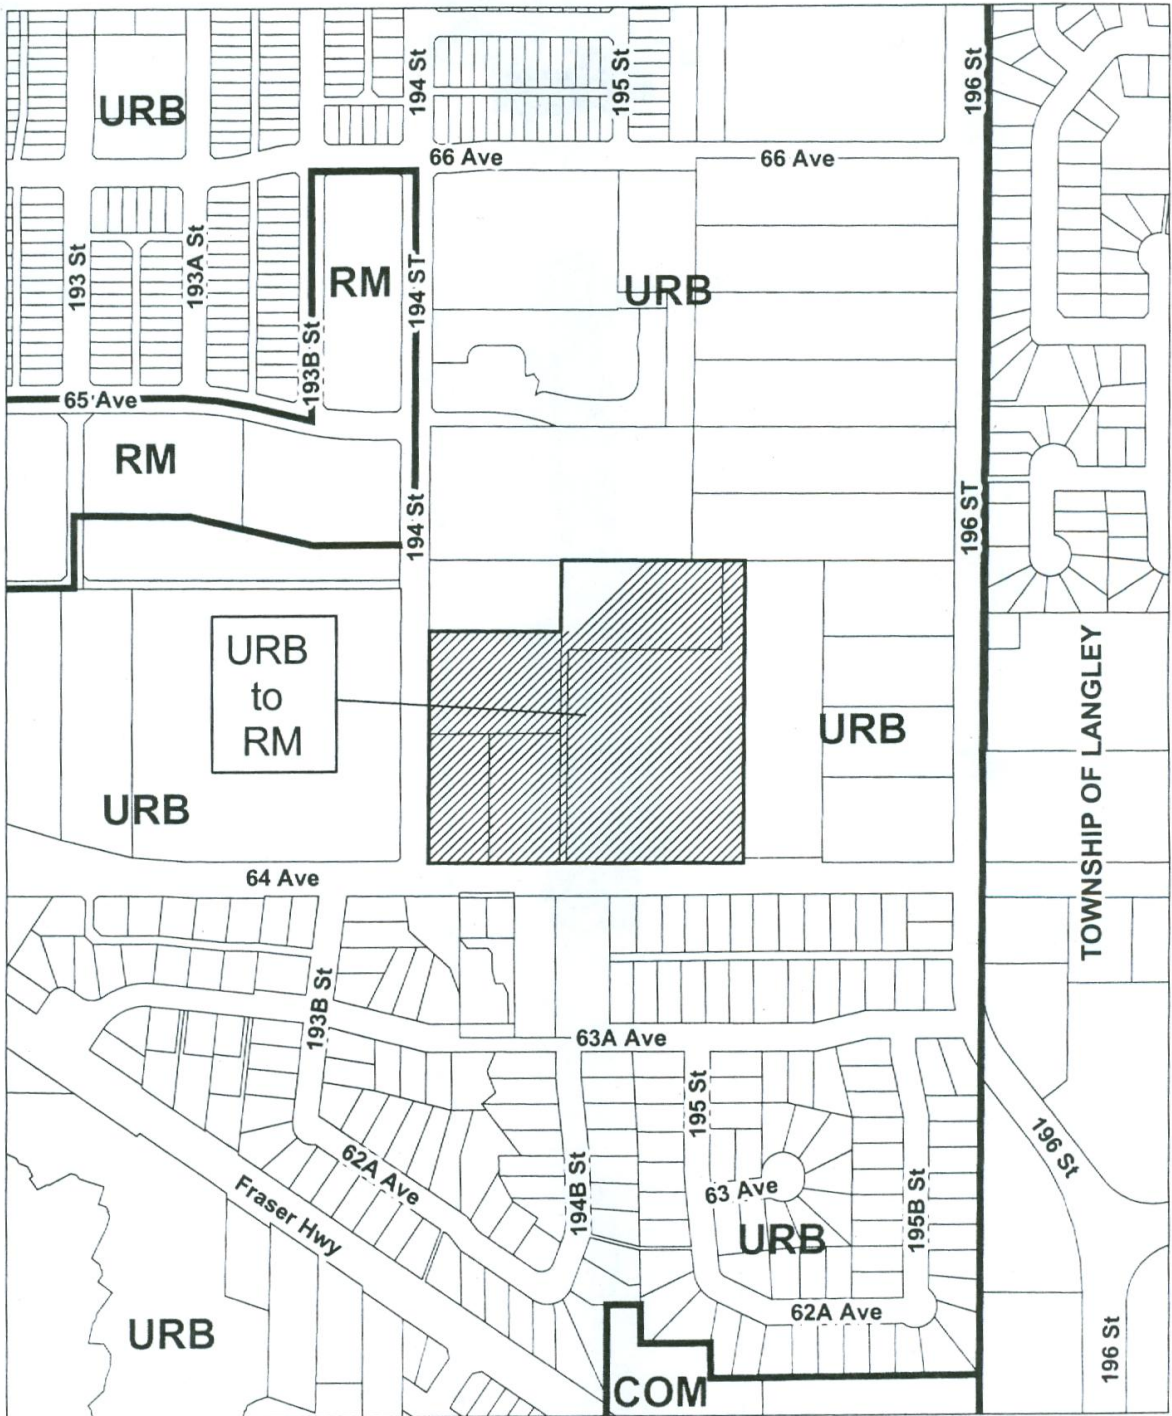 194 St
195 St
196 St
URB
66 Ave
66 Ave
193 St
193A St
RM
194 ST
URB
193B St
65 Ave
RM
194 St
196 ST
URB
to
RM
URB
URB
TOWNSHIP OF LANGLEY
64 Ave
193B St
63A Ave
195 St
196 St
62A Ave
194B St
63 Ave
195B St
Fraser Hwy
URB
62A Ave
URB
196 St
COM